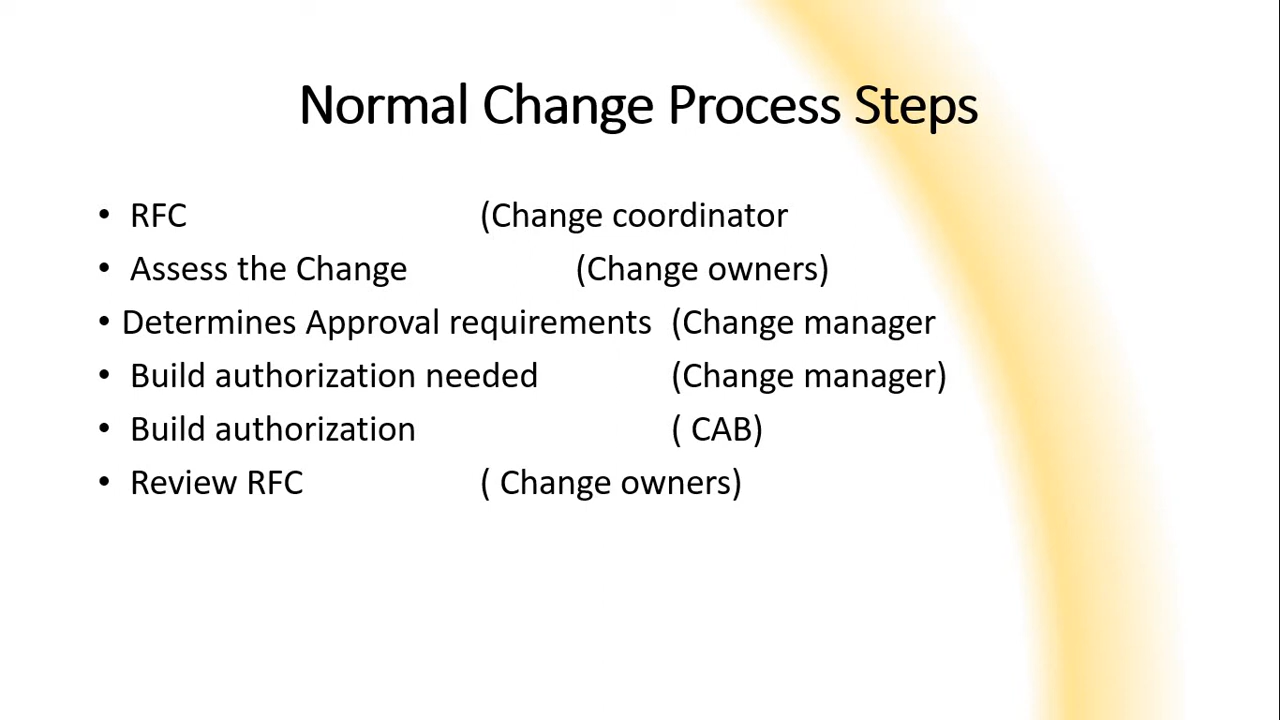 Normal Change Process Steps
• RFC (Change coordinator
• Assess the Change (Change owners)
• Determines Approval requirements (Change manager
• Build authorization needed (Change manager)
• Build authorization ( CAB)
• Review RFC ( Change owners)